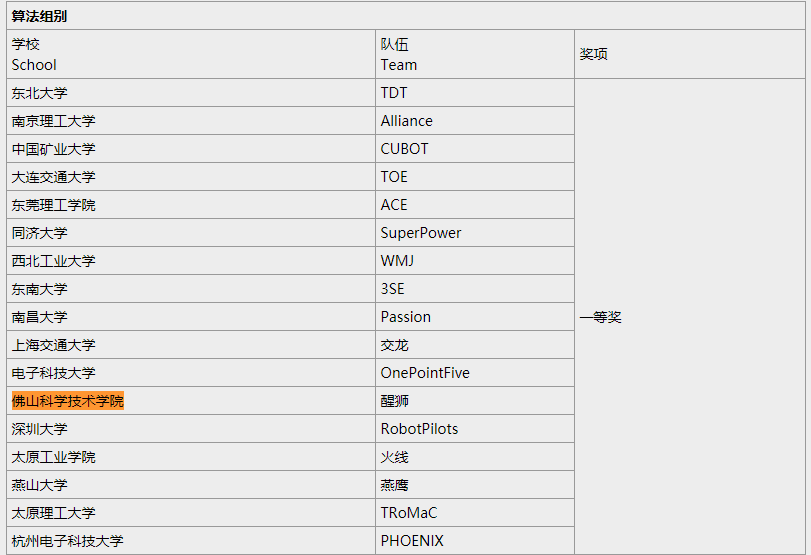 算法组别
学校
School
队伍
Team
奖项
东北大学 TDT
南京理工大学 Alliance
中国矿业大学 CUBOT
大连交通大学 TOE
东莞理工学院 ACE
同济大学 SuperPower
西北工业大学 WMJ
东南大学 3SE
南昌大学 Passion 一等奖
上海交通大学 交龙
电子科技大学 OnePointFive
佛山科学技术学院 醒狮
深圳大学 RobotPilots
太原工业学院 火线
燕山大学 燕鹰
太原理工大学 TRoMaC
杭州电子科技大学 PHOENIX